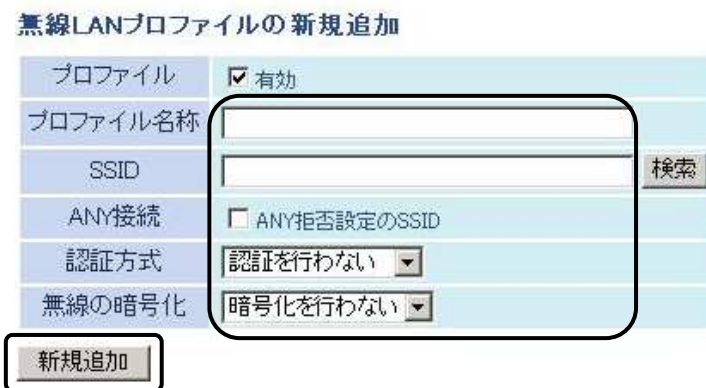 無線LANプロファイルの新規追加
プロファイル 有効
プロファイル名称
SSID 検索
ANY接続 ANY拒否設定のSSID
認証方式 認証を行わない
無線の暗号化 暗号化を行わない
新規追加